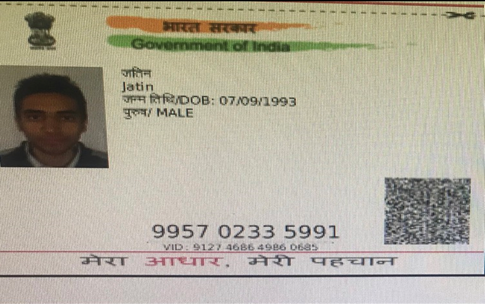 भारत सरकार
Government of India
जतिन
Jatin
जन्म तिथि/DOB: 07/09/1993
पुरुष/ MALE
9957 0233 5991
VID: 9127 4686 4986 0685
मेरा आधार, मेरी पहचान